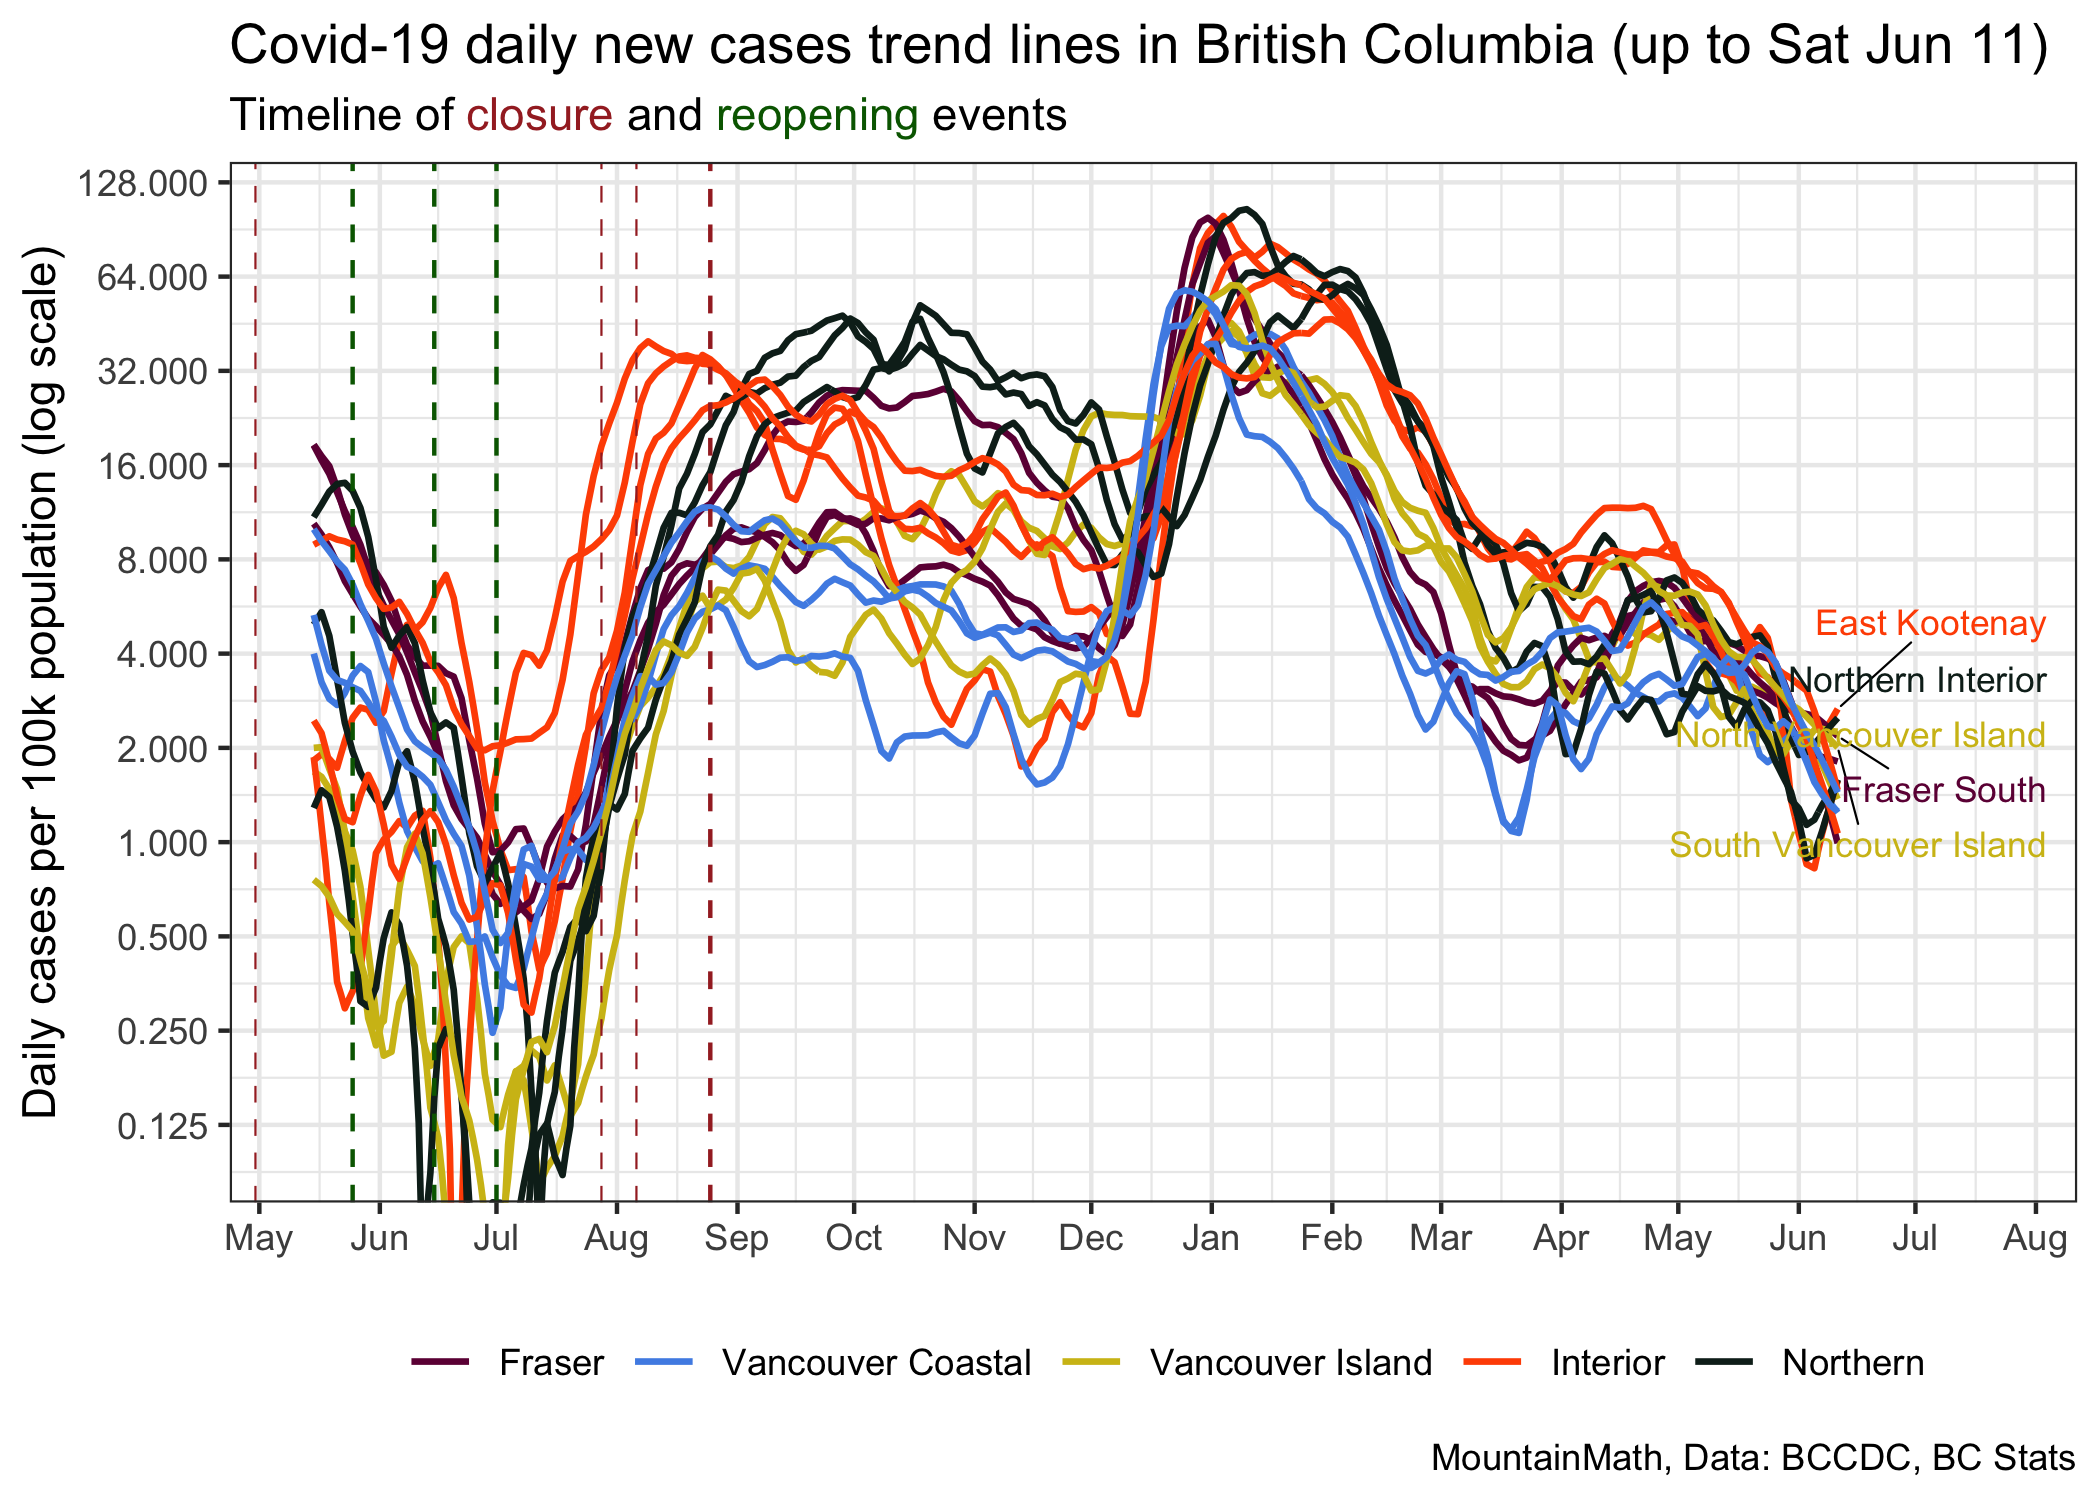 Covid-19 daily new cases trend lines in British Columbia (up to Sat Jun 11)
Timeline of closure and reopening events
Daily cases per 100k population (log scale)
128.000
64.000
32.000
16.000
8.000
4.000
2.000
1.000
0.500
0.250
0.125
East Kootenay
Northern Interior
North Vancouver Island
Fraser South
South Vancouver Island
May Jun Jul Aug Sep Oct Nov Dec Jan Feb Mar Apr May Jun Jul Aug
Fraser Vancouver Coastal Vancouver Island Interior Northern
MountainMath, Data: BCCDC, BC Stats